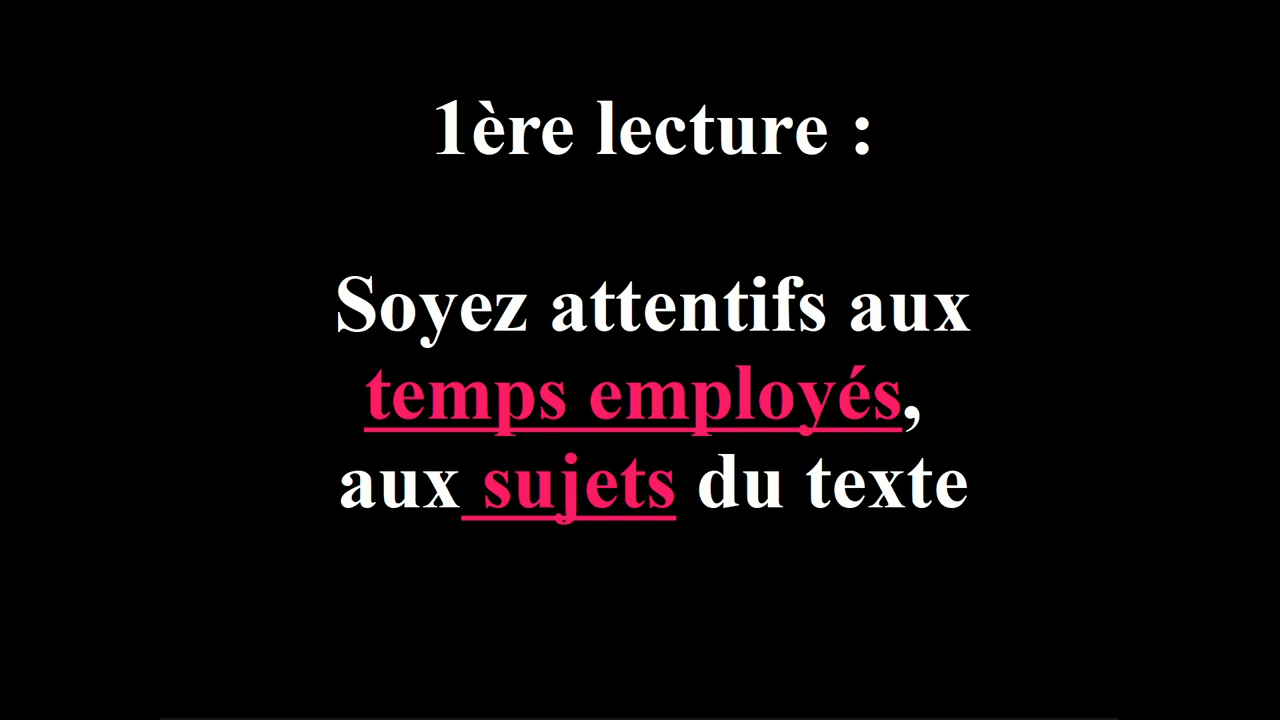 1ère lecture :
Soyez attentifs aux
temps employés,
aux sujets du texte